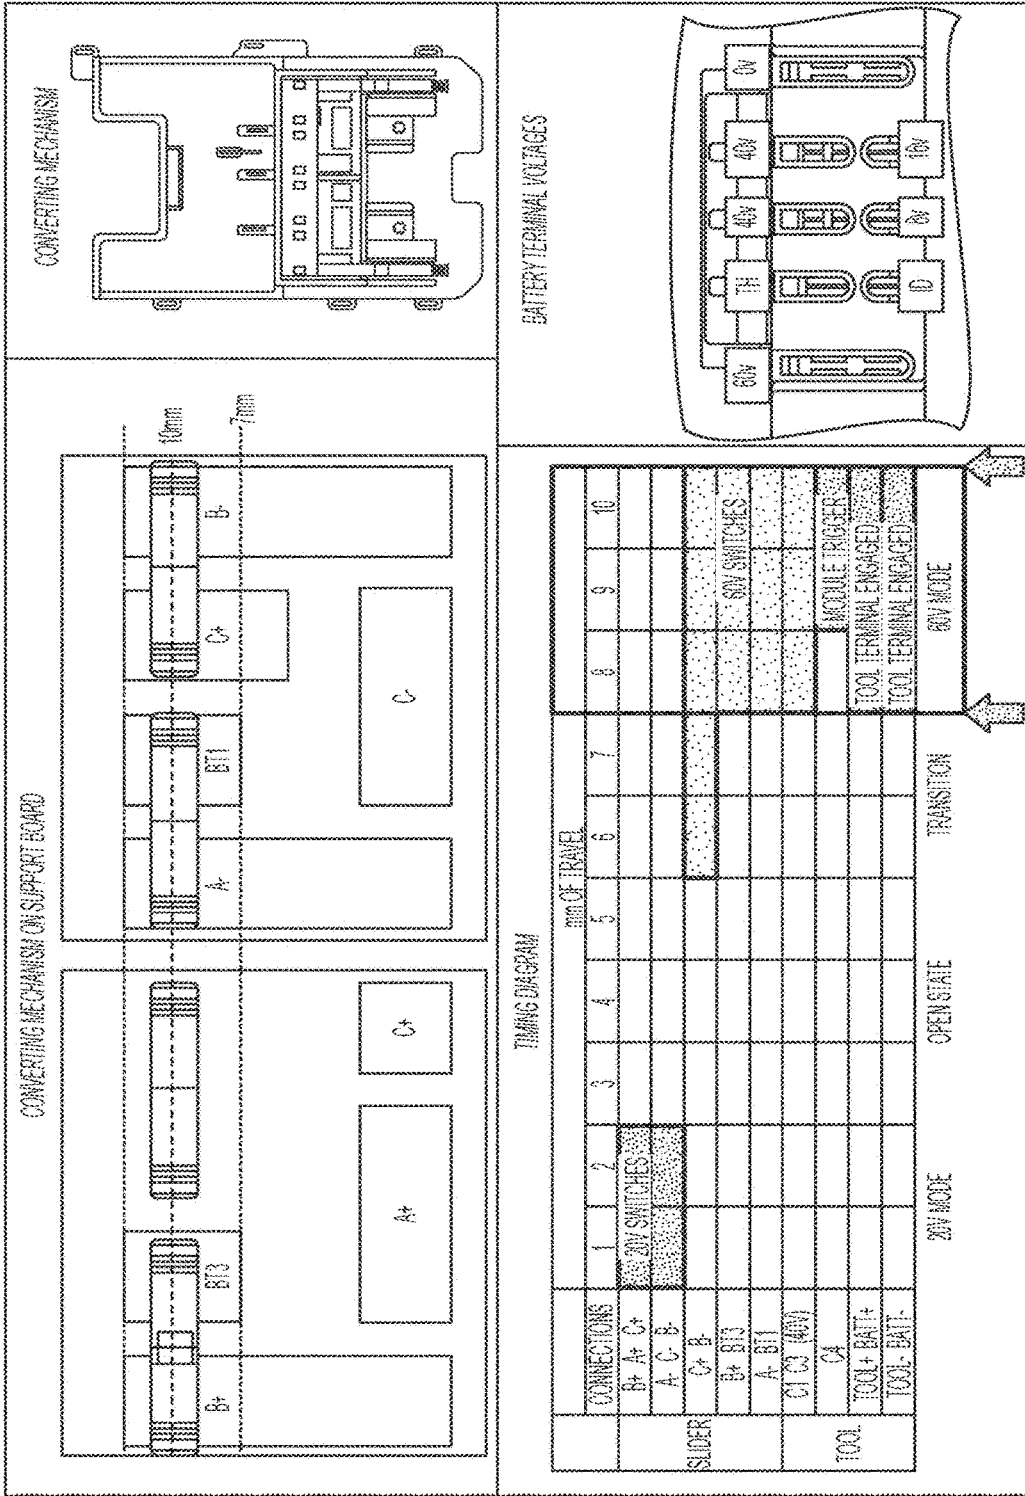 CONVERTING MECHANISM ON SUPPORT BOARD
B+
BT3
A+
C+
A-
BT1
C-
C+
B-
10mm
7mm
CONVERTING MECHANISM
TIMING DIAGRAM
mm OF TRAVEL
CONNECTIONS 1 2 3 4 5 6 7 8 9 10
SLIDER
B+ A+ C+
20V SWITCHES
A- C- B-
C+ B-
B+ BT3
60V SWITCHES
A- BT1
TOOL
C1 C3 (40V)
C4
MODULE TRIGGER
TOOL+ BATT+
TOOL TERMINAL ENGAGED
TOOL- BATT-
TOOL TERMINAL ENGAGED
20V MODE
OPEN STATE
TRANSITION
60V MODE
BATTERY TERMINAL VOLTAGES
60v
TH
40v
40v
0v
ID
0v
10v